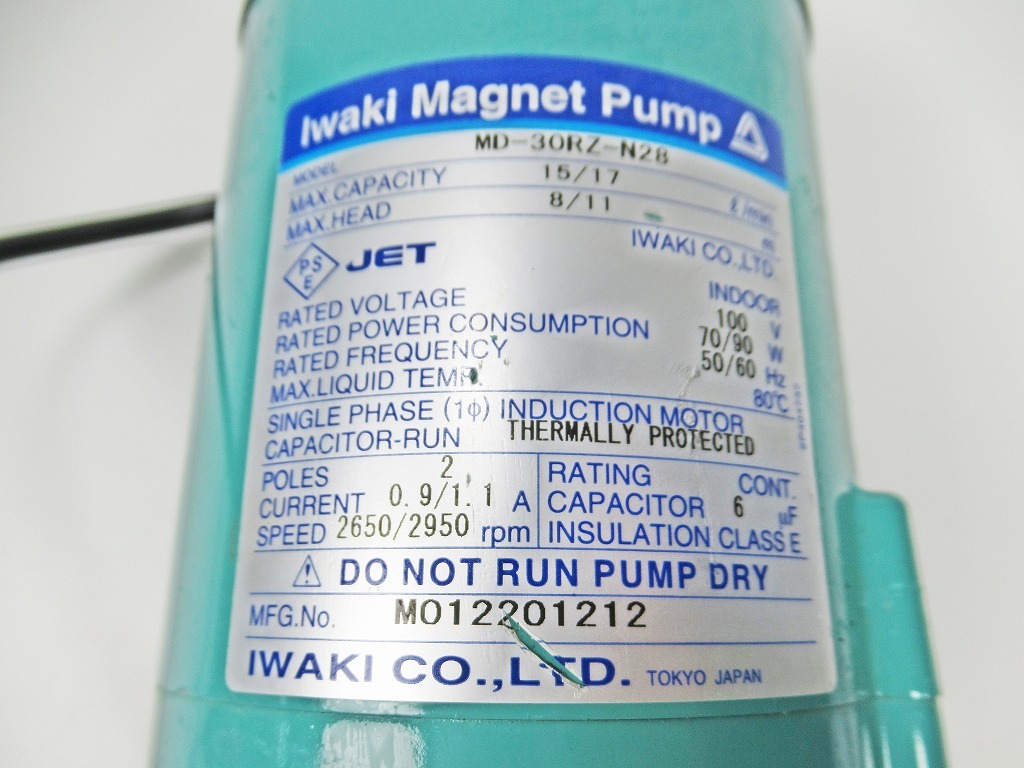 Iwaki Magnet Pump
MODEL MD-30RZ-N28
MAX.CAPACITY 15/17 ℓ/min
MAX.HEAD 8/11 m
IWAKI CO.,LTD.
PSE JET
INDOOR
RATED VOLTAGE 100 V
RATED POWER CONSUMPTION 70/90 W
RATED FREQUENCY 50/60 Hz
MAX.LIQUID TEMP. 80℃
SINGLE PHASE (1φ) INDUCTION MOTOR
CAPACITOR-RUN THERMALLY PROTECTED
POLES 2
CURRENT 0.9/1.1 A
SPEED 2650/2950 rpm
RATING CONT.
CAPACITOR 6 μF
INSULATION CLASS E
DO NOT RUN PUMP DRY
MFG.No. M012201212
IWAKI CO.,LTD. TOKYO JAPAN